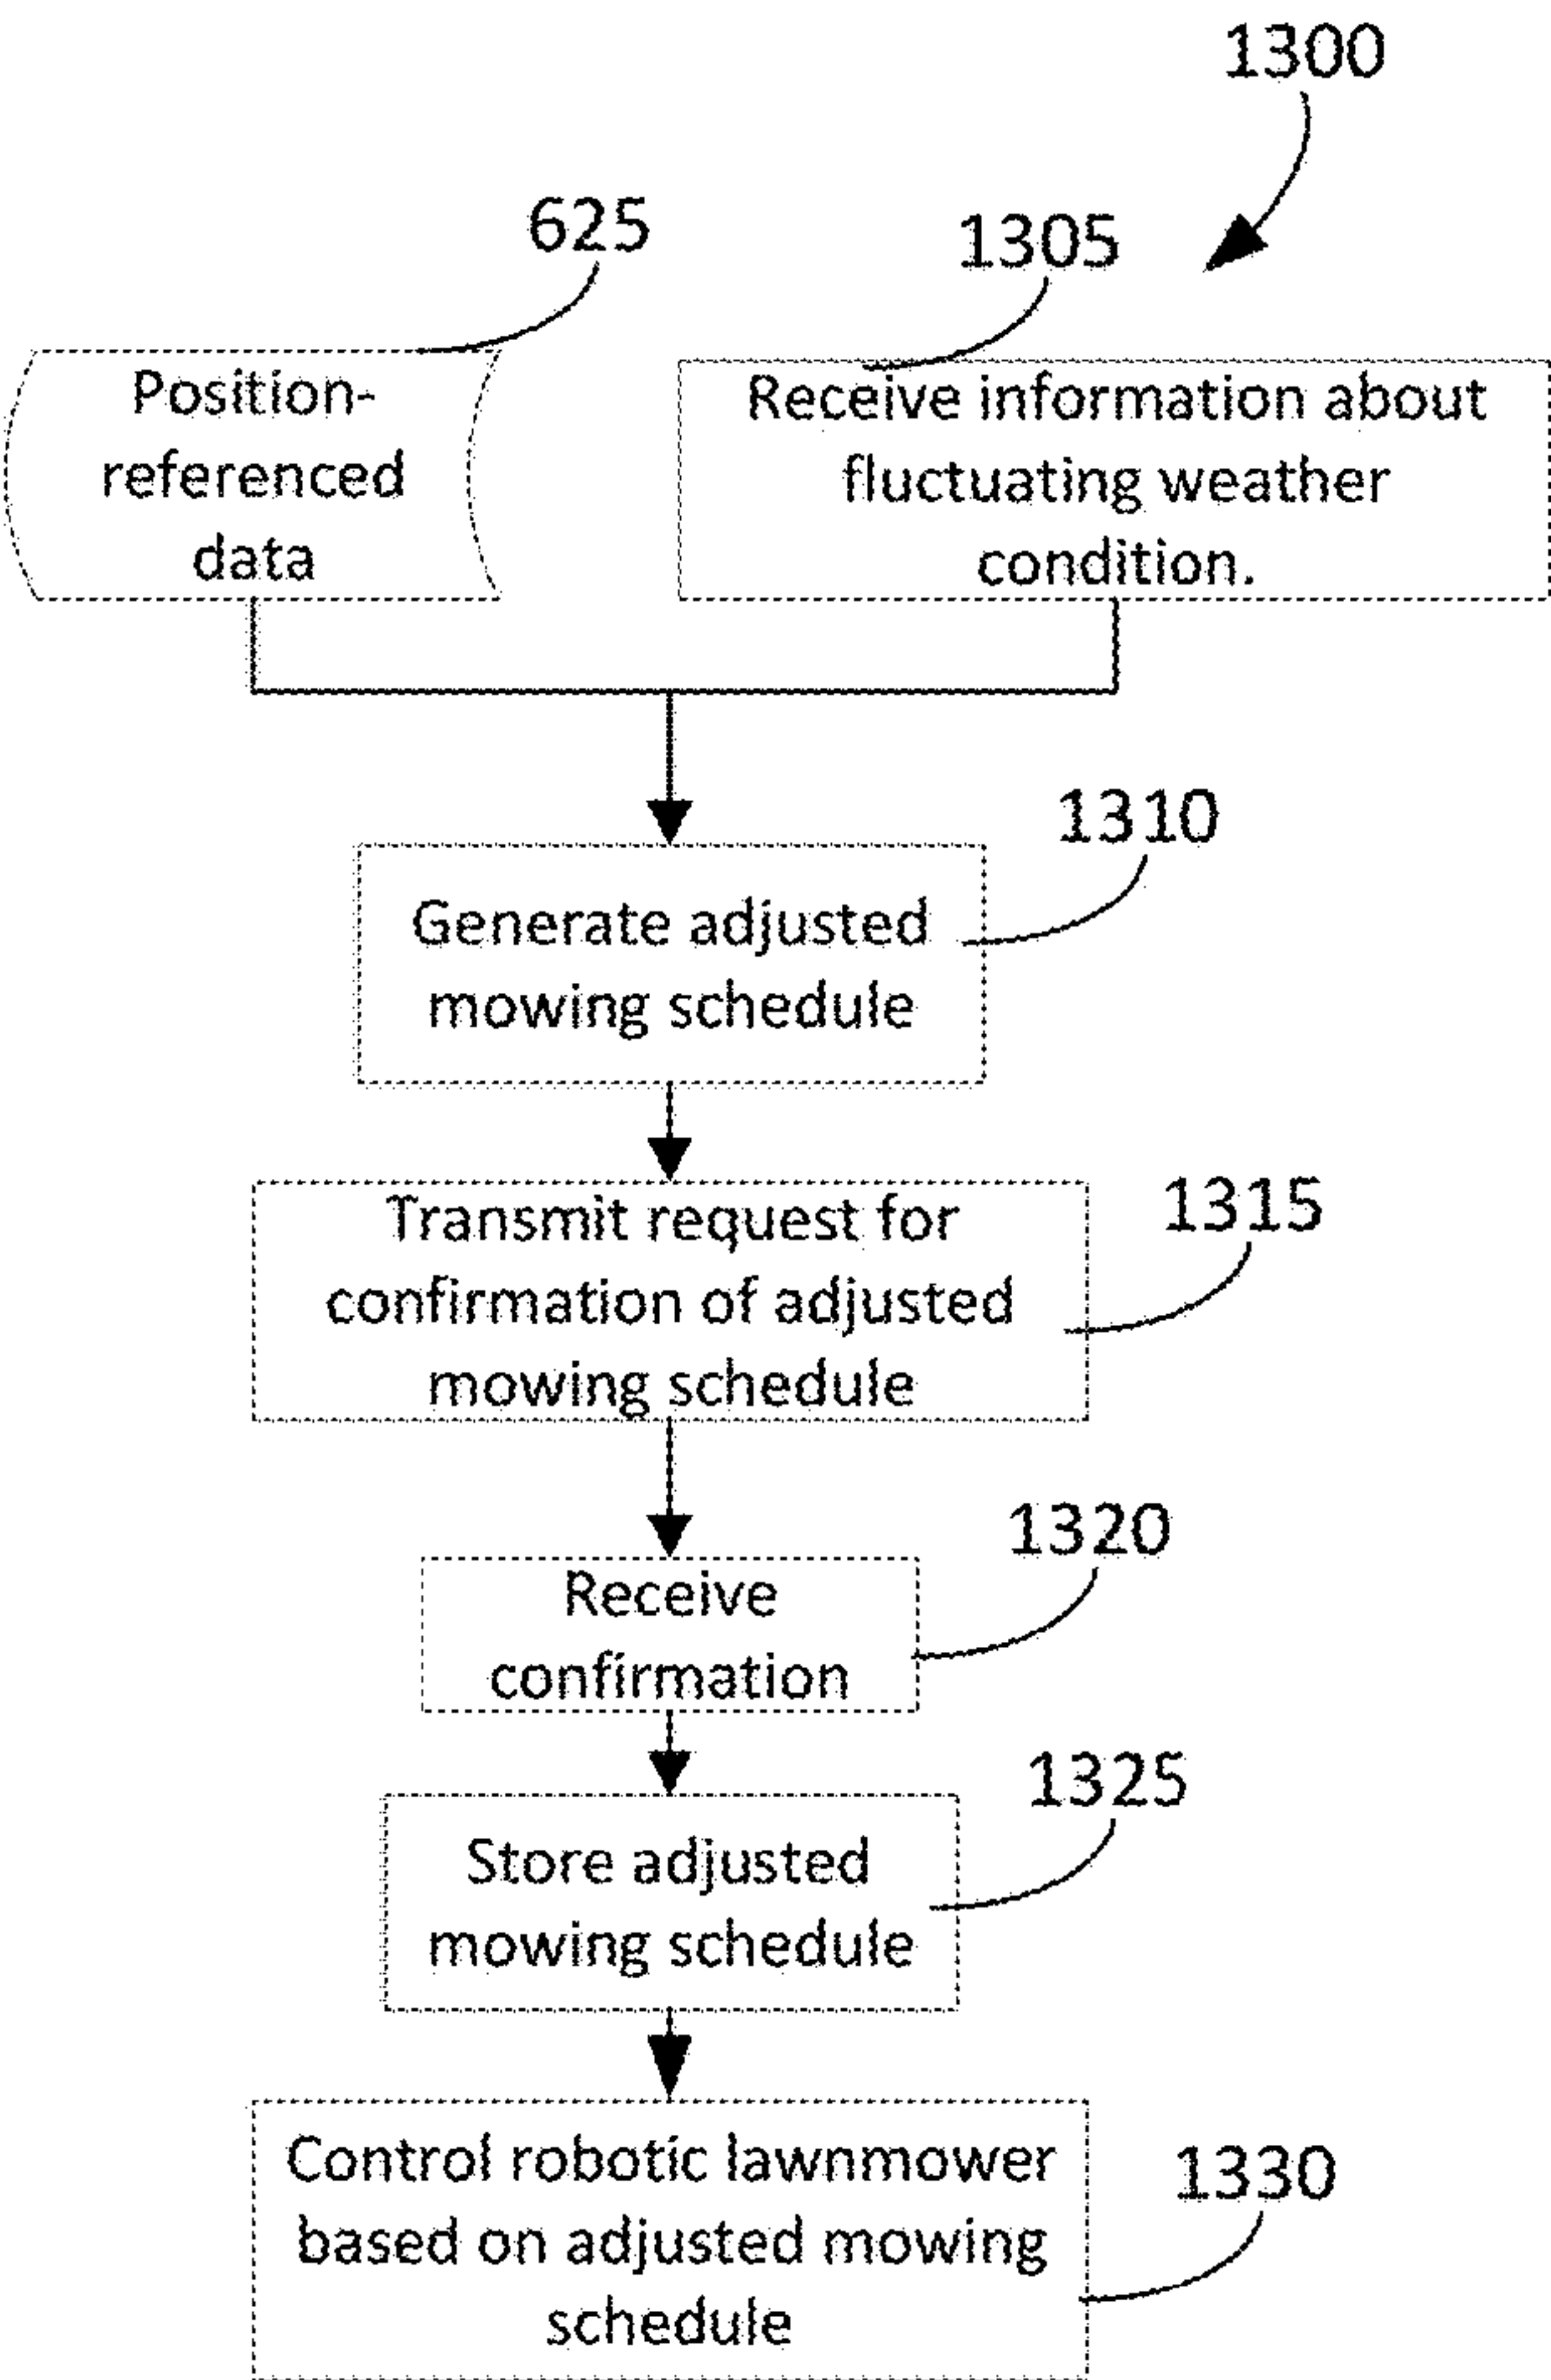 1300
625
1305
Position-
referenced
data
Receive information about
fluctuating weather
condition.
1310
Generate adjusted
mowing schedule
1315
Transmit request for
confirmation of adjusted
mowing schedule
1320
Receive
confirmation
1325
Store adjusted
mowing schedule
1330
Control robotic lawnmower
based on adjusted mowing
schedule